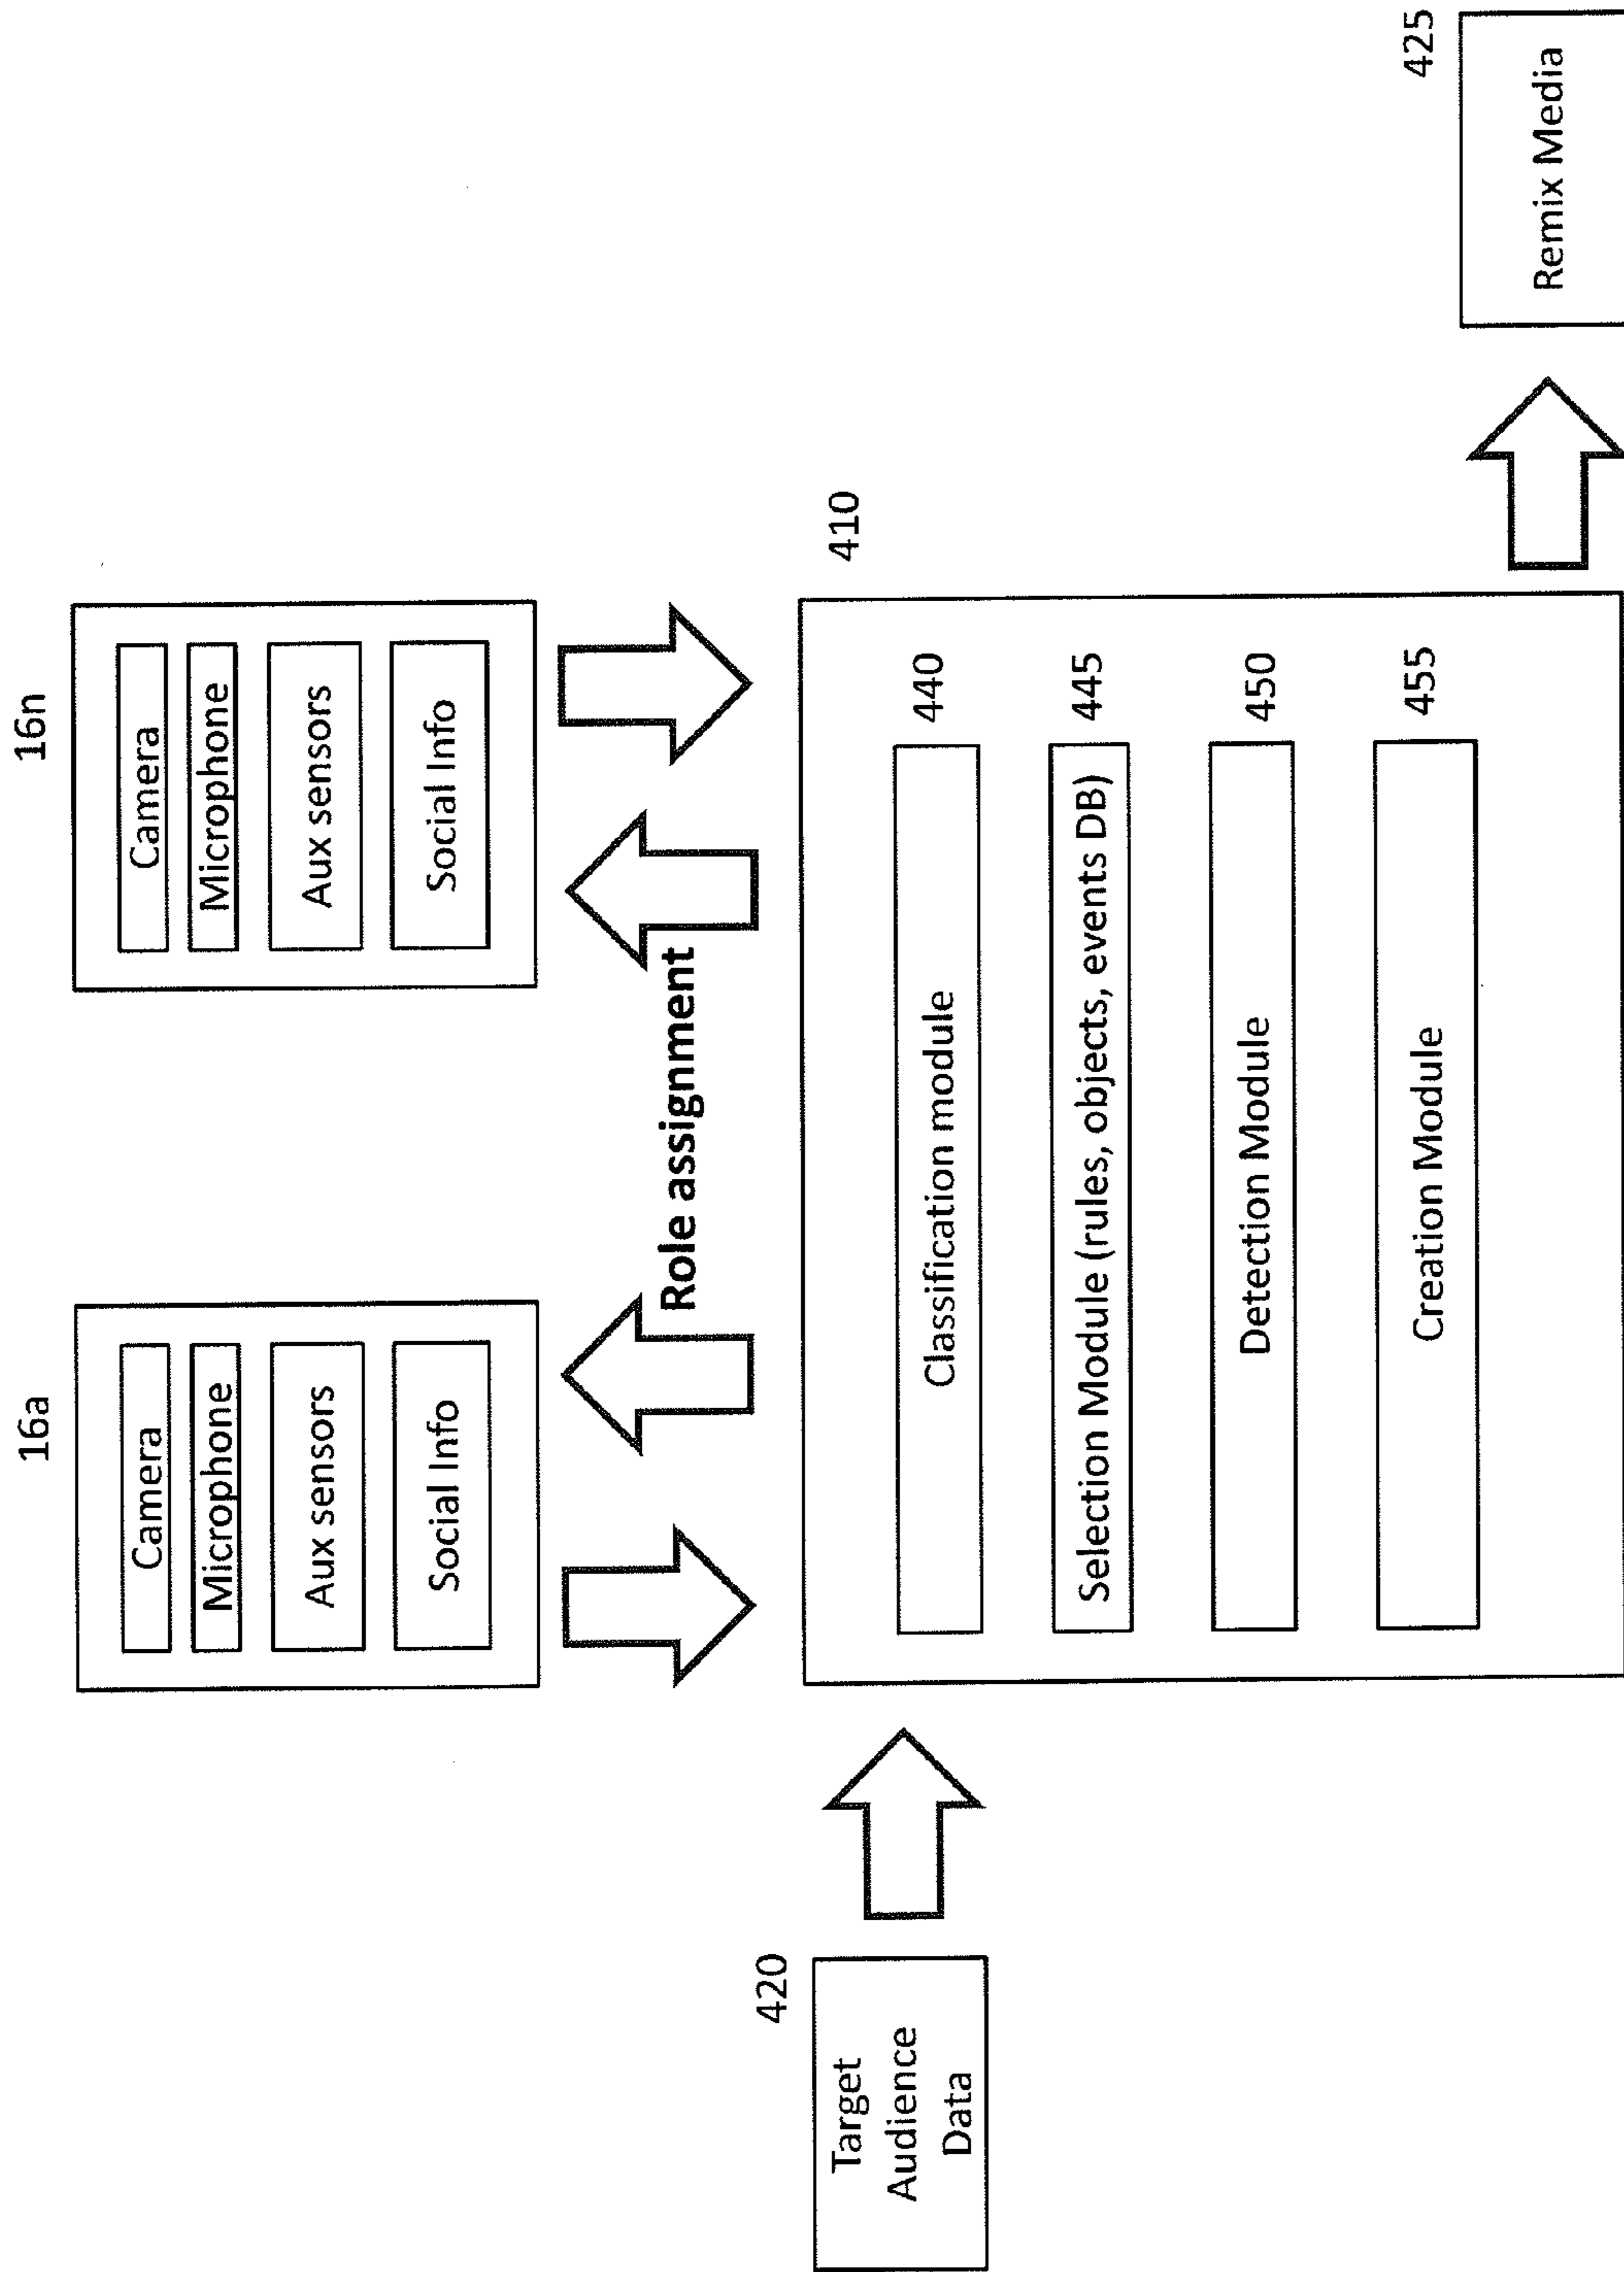 16a
Camera
Microphone
Aux sensors
Social Info
16n
Camera
Microphone
Aux sensors
Social Info
Role assignment
420
Target
Audience
Data
410
Classification module
440
Selection Module (rules, objects, events DB)
445
Detection Module
450
Creation Module
455
425
Remix Media